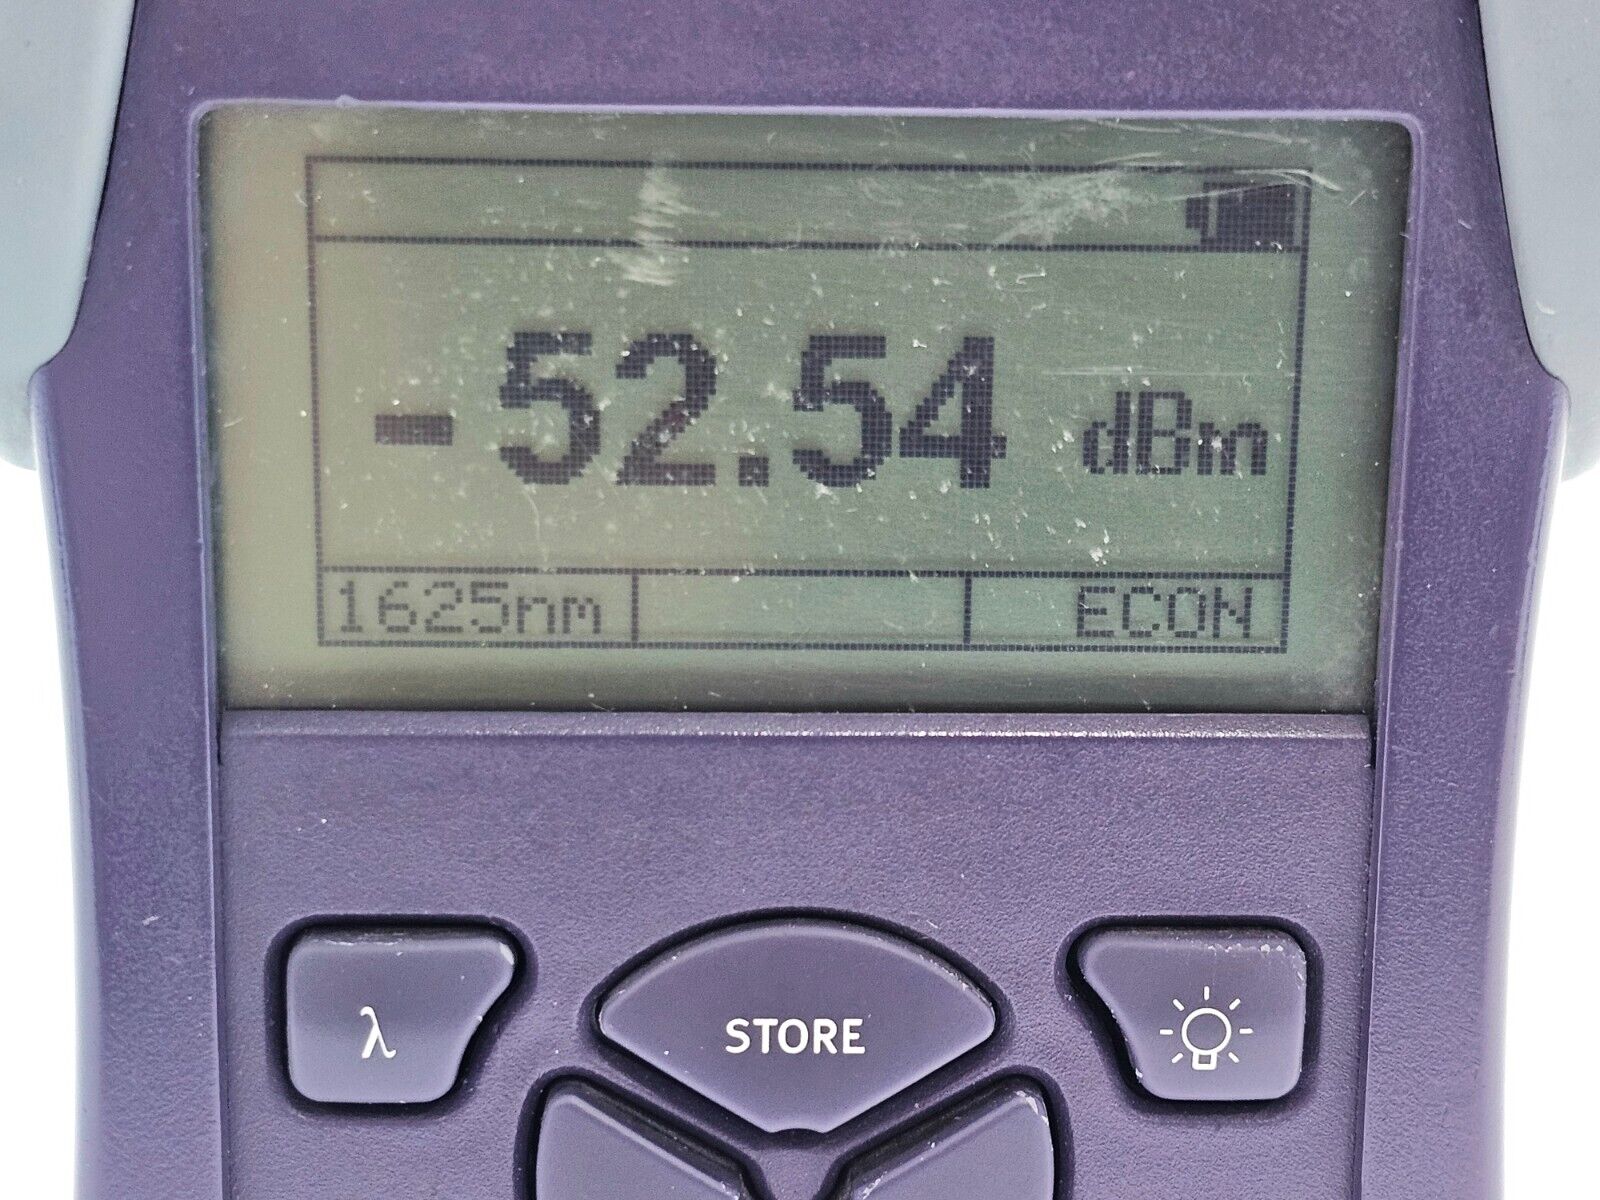 -52.54 dBm
1625nm ECON
λ STORE